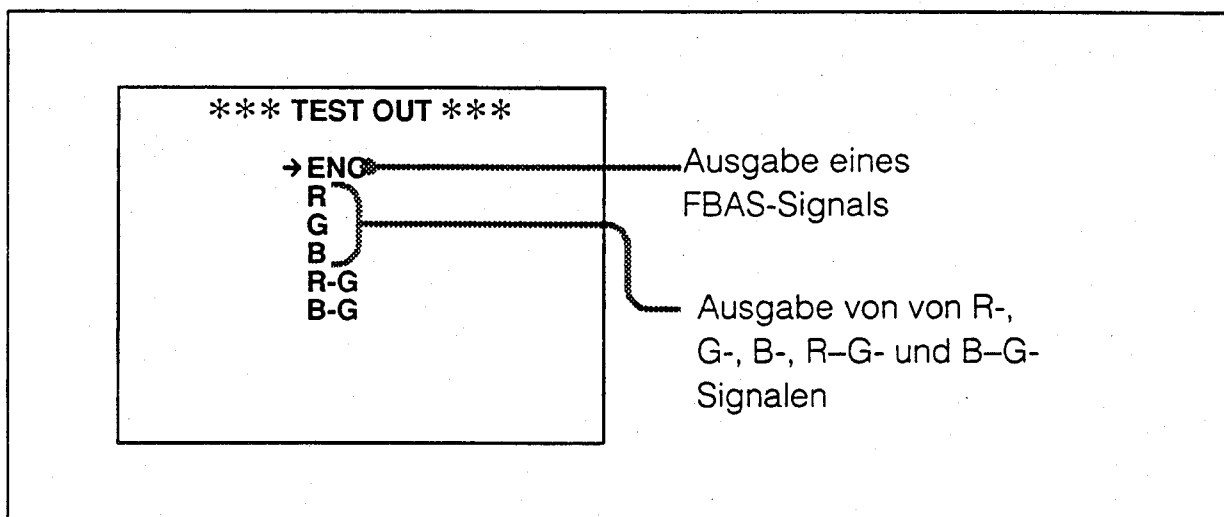 *** TEST OUT ***
→ ENC
R
G
B
R-G
B-G
Ausgabe eines
FBAS-Signals
Ausgabe von von R-,
G-, B-, R–G- und B–G-
Signalen